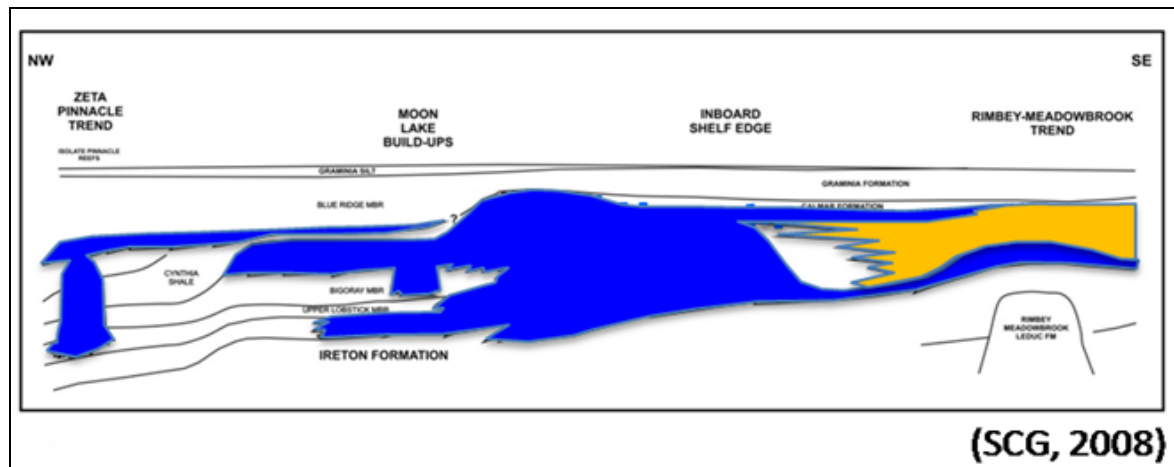 NW
SE
ZETA
PINNACLE
TREND
ISOLATE PINNACLE
REEFS
MOON
LAKE
BUILD-UPS
INBOARD
SHELF EDGE
RIMBEY-MEADOWBROOK
TREND
GRAMINIA SILT
GRAMINIA FORMATION
BLUE RIDGE MBR
?
CALMAR FORMATION
CYNTHIA
SHALE
BIGORAY MBR
UPPER LOBSTICK MBR
IRETON FORMATION
RIMBEY
MEADOWBROOK
LEDUC FM
(SCG, 2008)